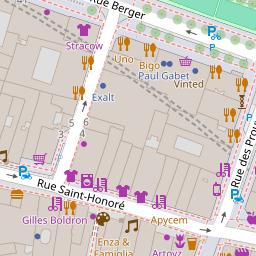 Rue Berger
Stracow
Uno
Bigo
Paul Gabet
Vinted
Exalt
3
5
6
4
Rue Saint-Honoré
Rue des Prou
Gilles Boldron
Apycem
Enza &
Famiglia
Artoyz